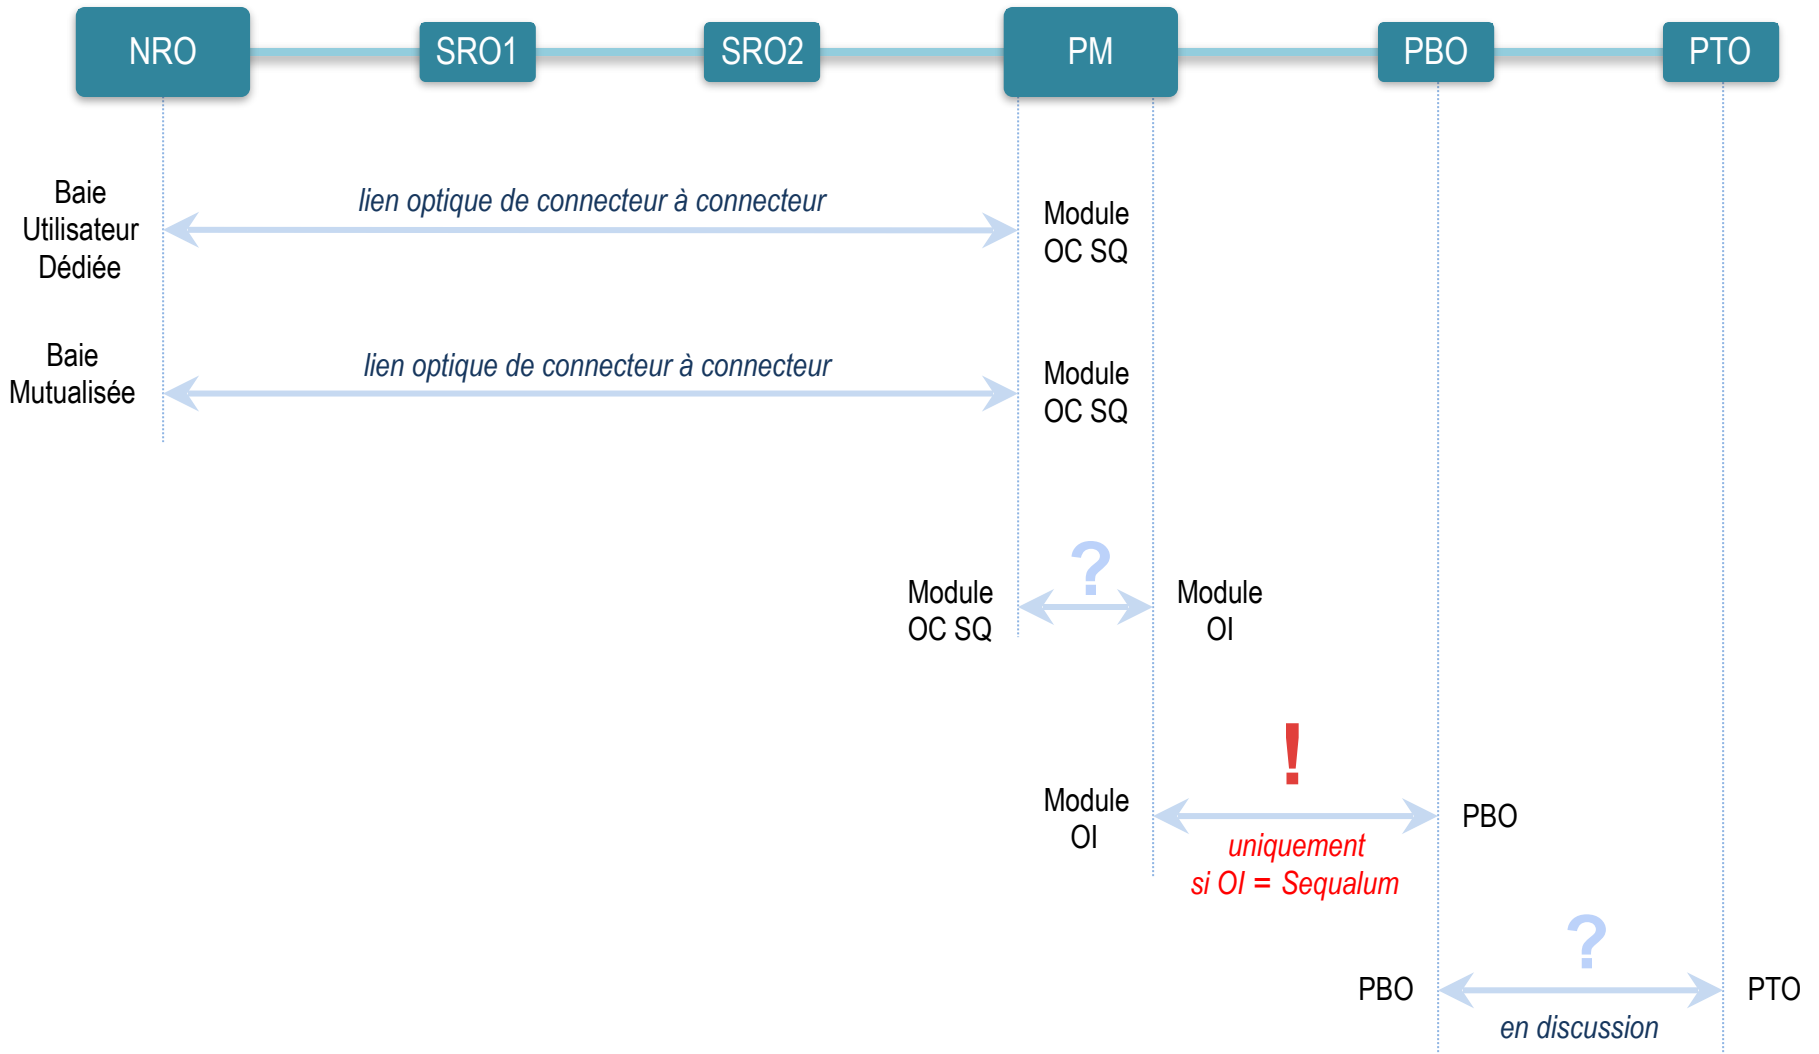 NRO SRO1 SRO2 PM PBO PTO
Baie
Utilisateur
Dédiée
lien optique de connecteur à connecteur
Module
OC SQ
Baie
Mutualisée
lien optique de connecteur à connecteur
Module
OC SQ
?
Module
OC SQ
Module
OI
!
Module
OI
PBO
uniquement
si OI = Sequalum
?
PBO
PTO
en discussion